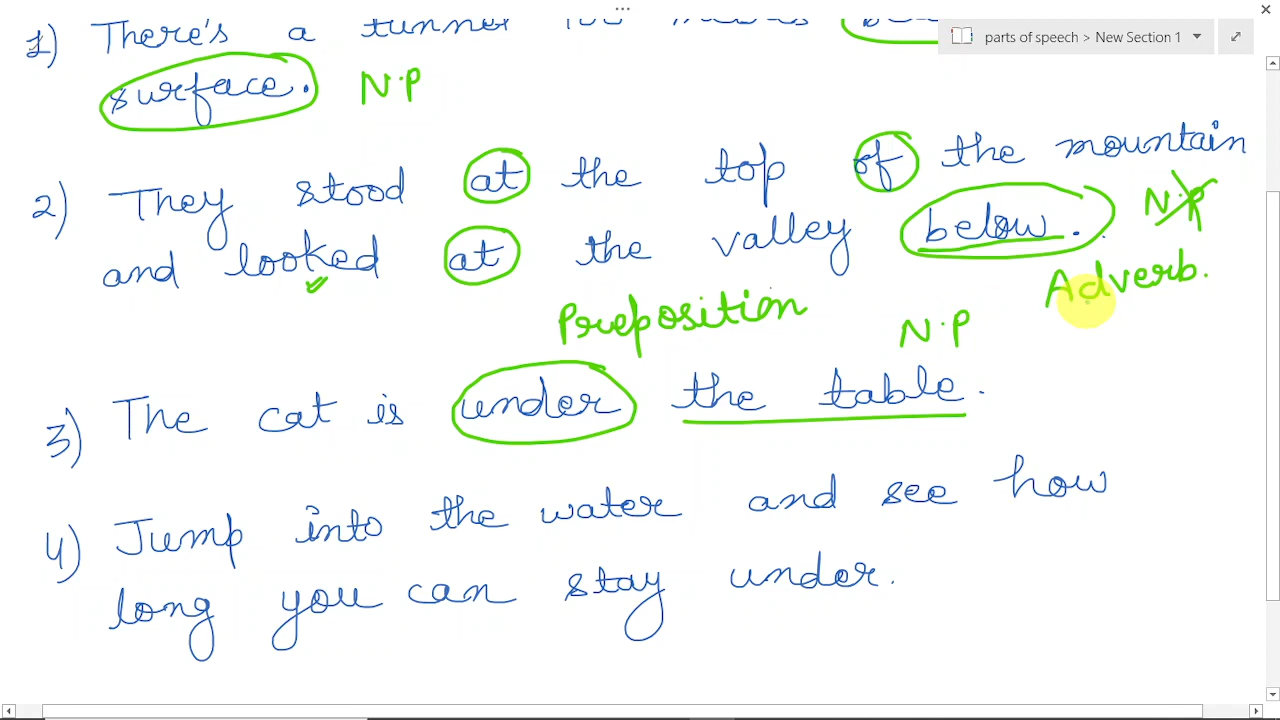 1) There's a tunnel
parts of speech > New Section 1
surface. N.P
2) They stood at the top of the mountain
and looked at the valley below. N.P
Preposition Adverb.
N.P
3) The cat is under the table.
4) Jump into the water and see how
long you can stay under.